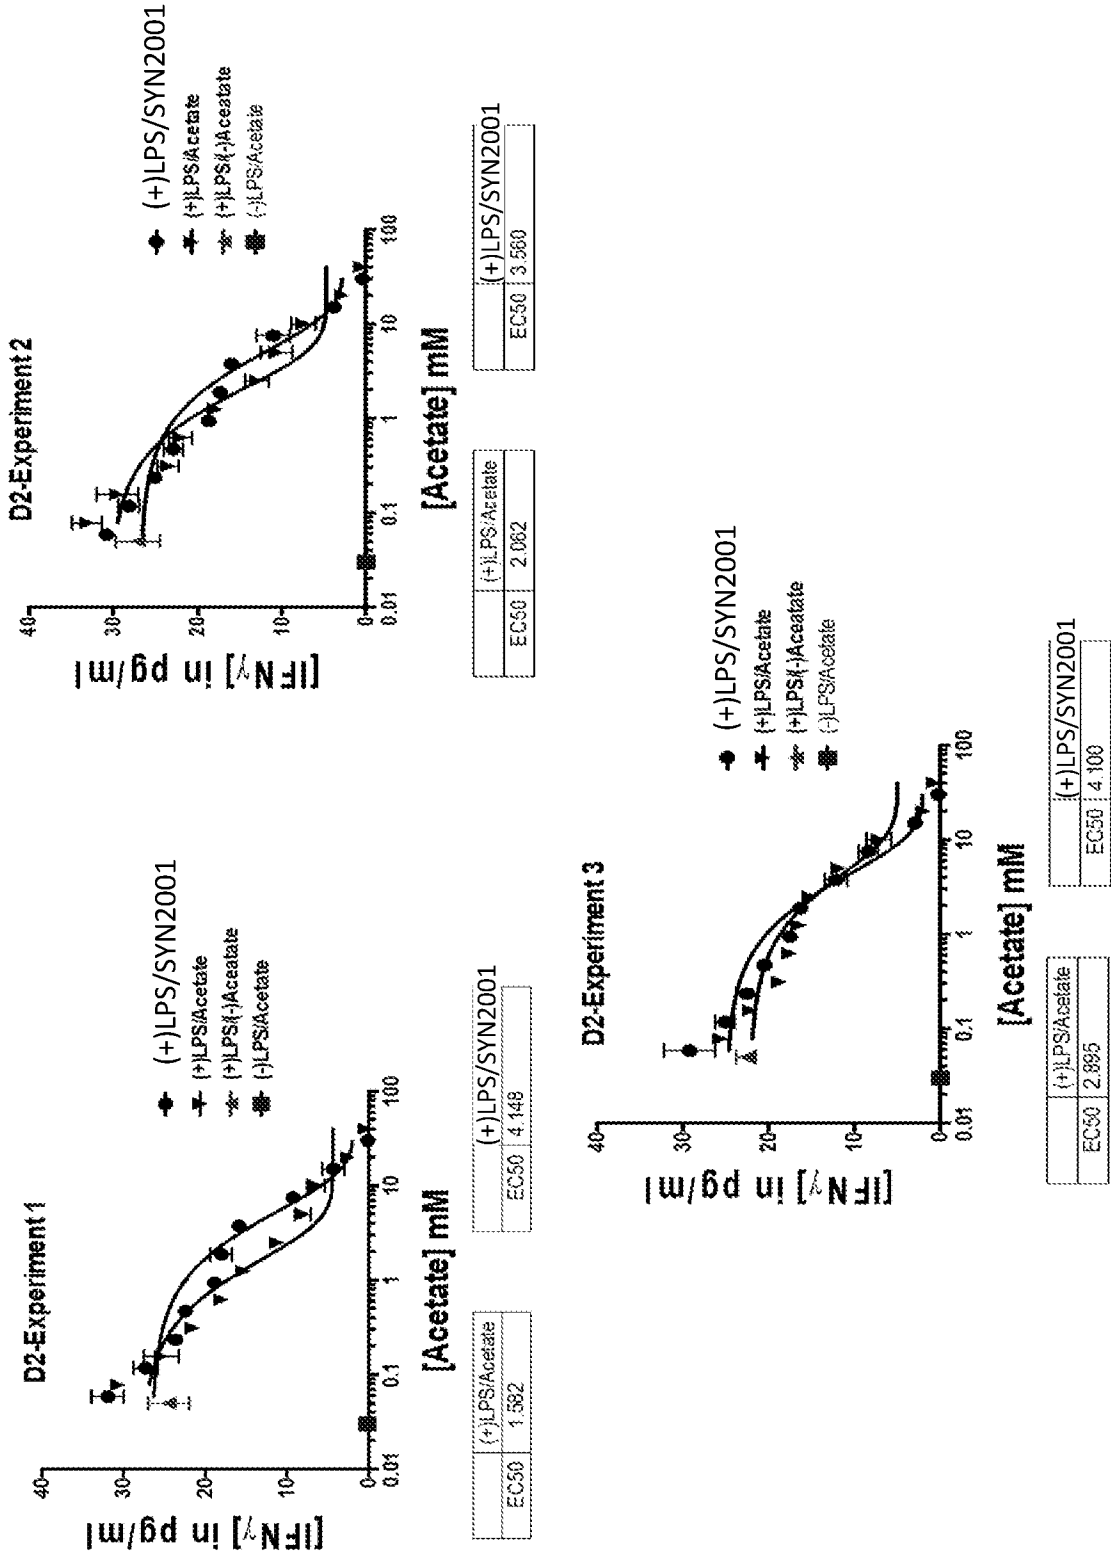 D2-Experiment 1
[IFNγ] in pg/ml
40
30
20
10
0
0.01
0.1
1
10
100
[Acetate] mM
(+)LPS/SYN2001
(+)LPS/Acetate
(+)LPS/(-)Aceatate
(-)LPS/Acetate
(+)LPS/Acetate
EC50 1.582
(+)LPS/SYN2001
EC50 4.148
D2-Experiment 2
[IFNγ] in pg/ml
40
30
20
10
0
0.01
0.1
1
10
100
[Acetate] mM
(+)LPS/SYN2001
(+)LPS/Acetate
(+)LPS/(-)Aceatate
(-)LPS/Acetate
(+)LPS/Acetate
EC50 2.062
(+)LPS/SYN2001
EC50 3.560
D2-Experiment 3
[IFNγ] in pg/ml
40
30
20
10
0
0.01
0.1
1
10
100
[Acetate] mM
(+)LPS/SYN2001
(+)LPS/Acetate
(+)LPS/(-)Aceatate
(-)LPS/Acetate
(+)LPS/Acetate
EC50
(+)LPS/SYN2001
EC50 4.100